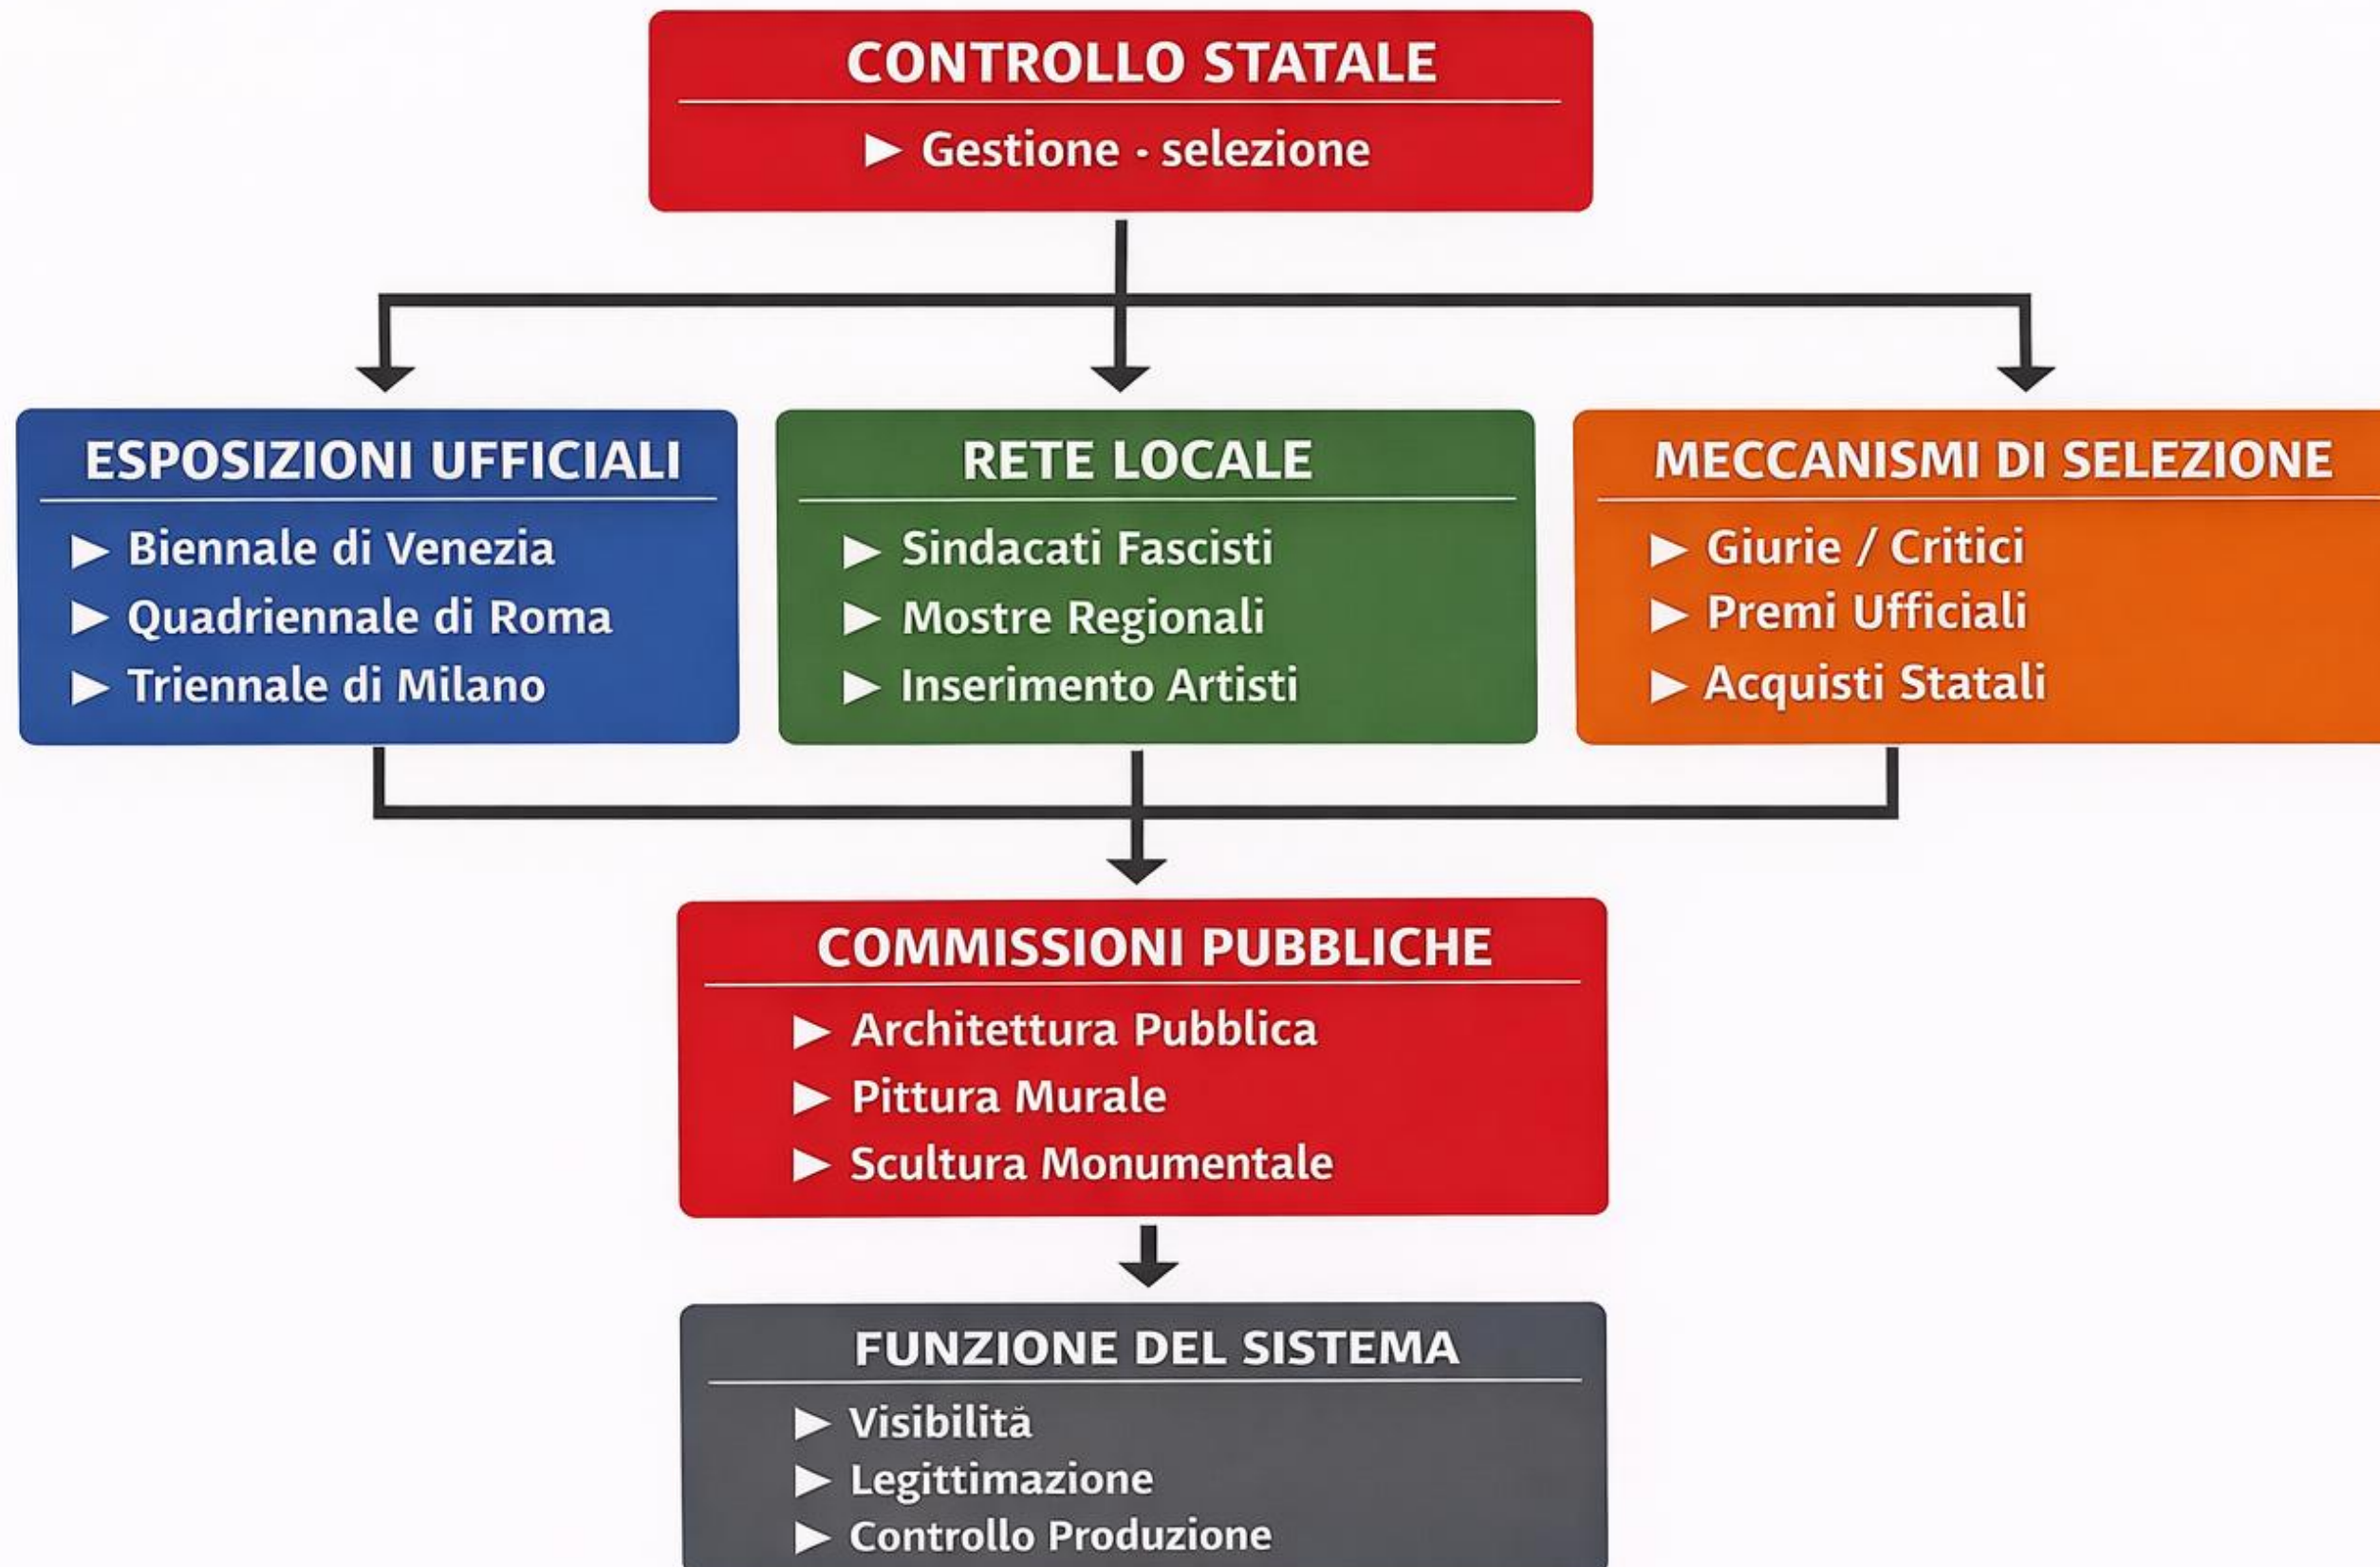 CONTROLLO STATALE
► Gestione · selezione
ESPOSIZIONI UFFICIALI
► Biennale di Venezia
► Quadriennale di Roma
► Triennale di Milano
RETE LOCALE
► Sindacati Fascisti
► Mostre Regionali
► Inserimento Artisti
MECCANISMI DI SELEZIONE
► Giurie / Critici
► Premi Ufficiali
► Acquisti Statali
COMMISSIONI PUBBLICHE
► Architettura Pubblica
► Pittura Murale
► Scultura Monumentale
FUNZIONE DEL SISTEMA
► Visibilità
► Legittimazione
► Controllo Produzione